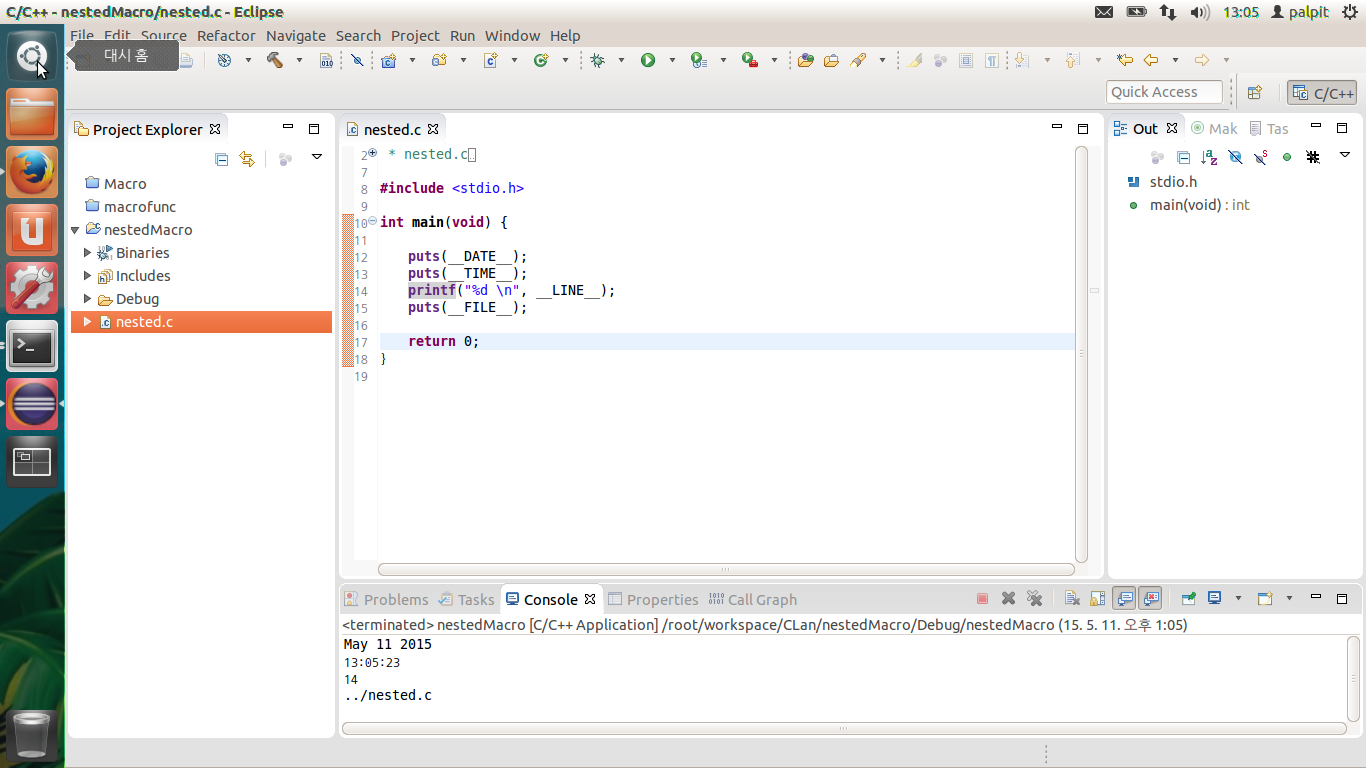 C/C++ - nestedMacro/nested.c - Eclipse
13:05
palpit
File Edit Source Refactor Navigate Search Project Run Window Help
대시 홈
Quick Access
C/C++
Project Explorer
Macro
macrofunc
nestedMacro
Binaries
Includes
Debug
nested.c
nested.c
2 * nested.c
7
8 #include <stdio.h>
9
10 int main(void) {
11
12 puts(__DATE__);
13 puts(__TIME__);
14 printf("%d \n", __LINE__);
15 puts(__FILE__);
16
17 return 0;
18 }
19
Out
Mak
Tas
stdio.h
main(void) : int
Problems
Tasks
Console
Properties
Call Graph
<terminated> nestedMacro [C/C++ Application] /root/workspace/CLan/nestedMacro/Debug/nestedMacro (15. 5. 11. 오후 1:05)
May 11 2015
13:05:23
14
../nested.c